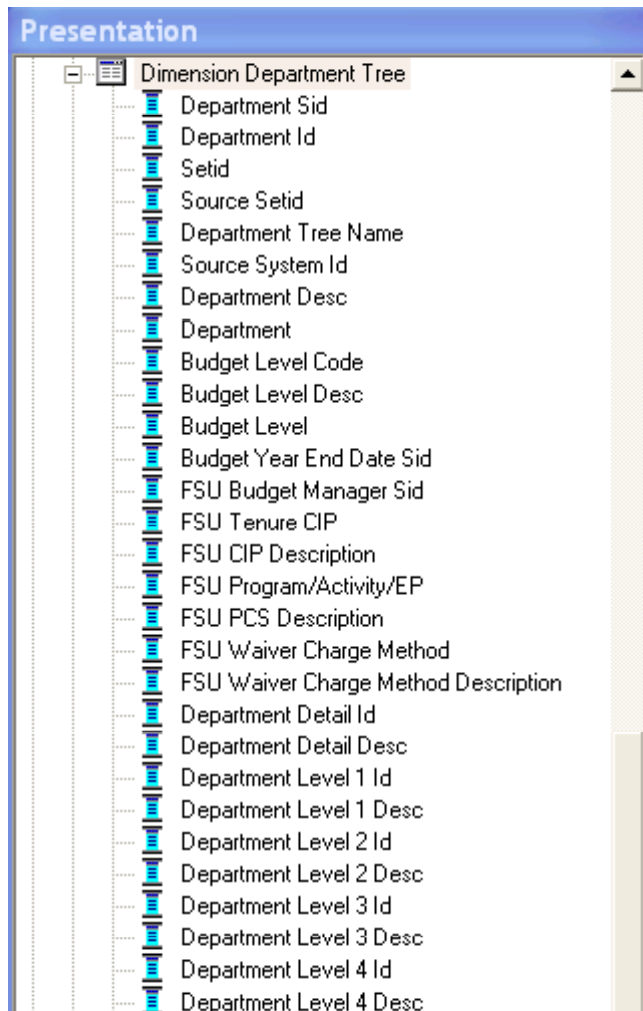 Presentation
Dimension Department Tree
Department Sid
Department Id
Setid
Source Setid
Department Tree Name
Source System Id
Department Desc
Department
Budget Level Code
Budget Level Desc
Budget Level
Budget Year End Date Sid
FSU Budget Manager Sid
FSU Tenure CIP
FSU CIP Description
FSU Program/Activity/EP
FSU PCS Description
FSU Waiver Charge Method
FSU Waiver Charge Method Description
Department Detail Id
Department Detail Desc
Department Level 1 Id
Department Level 1 Desc
Department Level 2 Id
Department Level 2 Desc
Department Level 3 Id
Department Level 3 Desc
Department Level 4 Id
Department Level 4 Desc